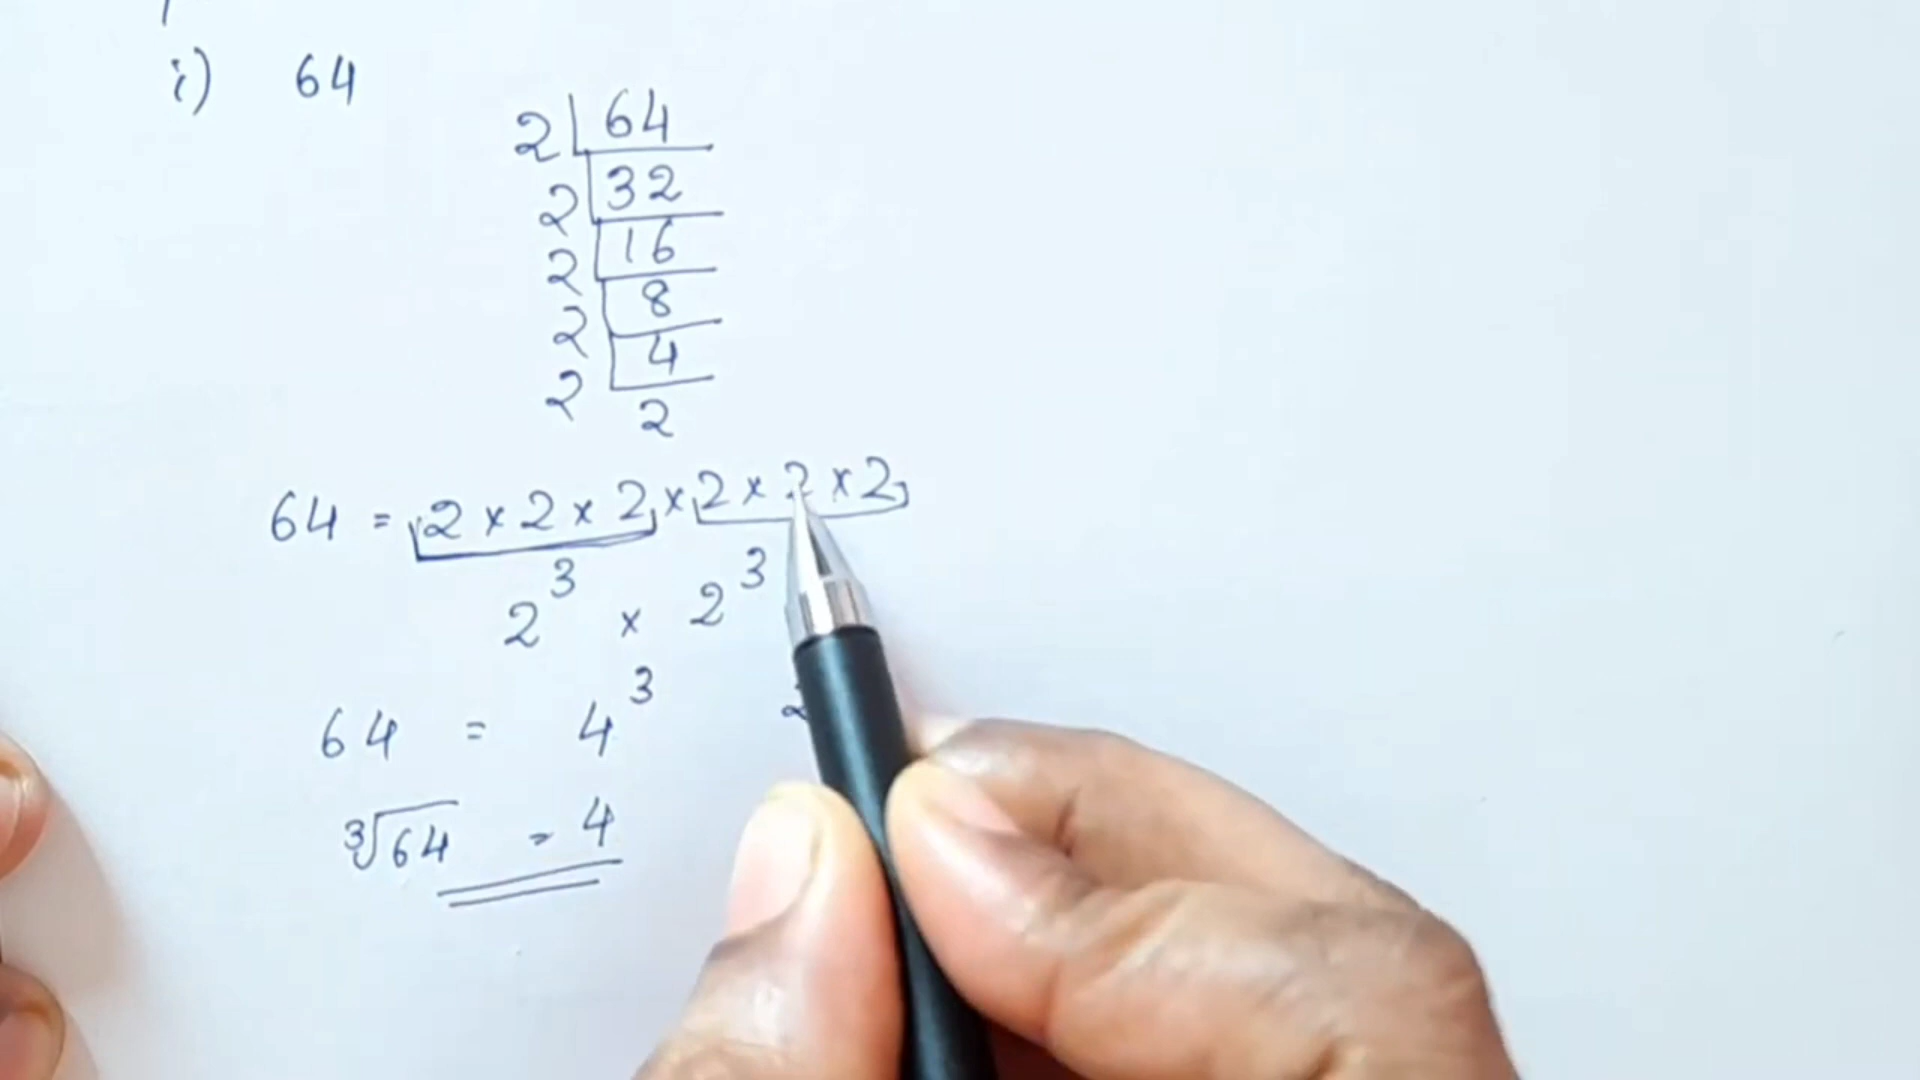 i) 64
2 | 64
2 | 32
2 | 16
2 | 8
2 | 4
2
64 = 2 × 2 × 2 × 2 × 2 × 2
2³ × 2³
64 = 4³
∛64 = 4